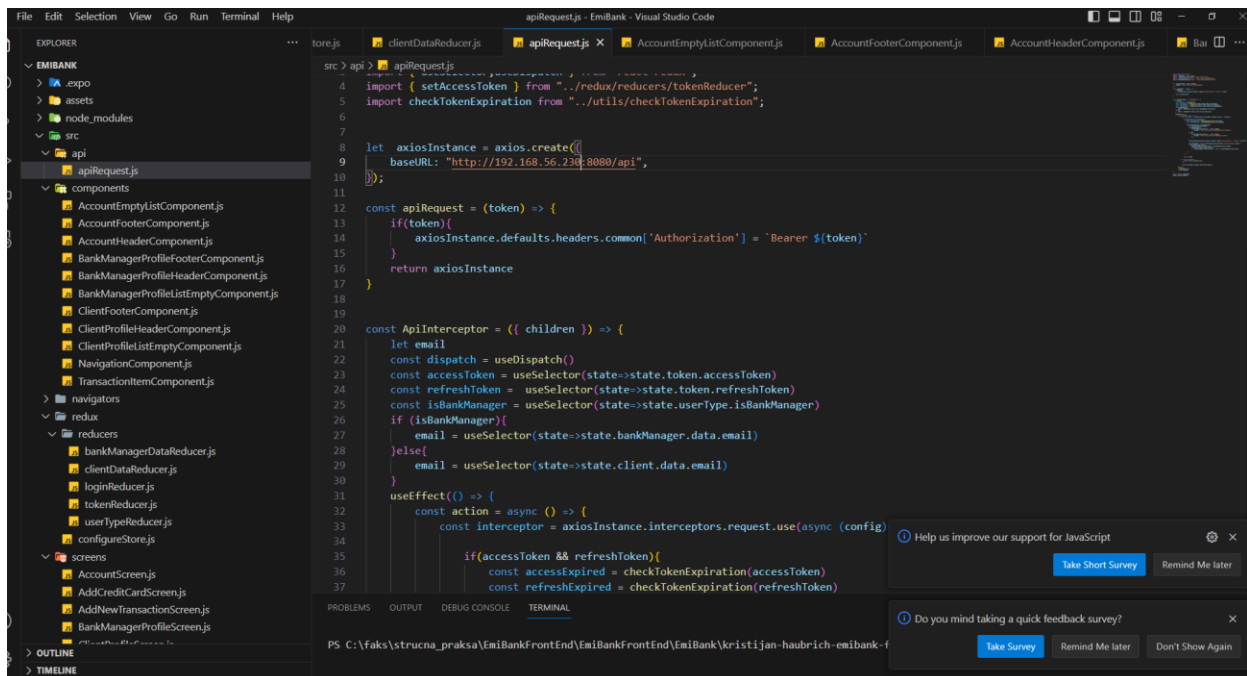 File Edit Selection View Go Run Terminal Help
apiRequest.js - EmiBank - Visual Studio Code
EXPLORER
EMIBANK
.expo
assets
node_modules
src
api
apiRequest.js
components
AccountEmptyListComponent.js
AccountFooterComponent.js
AccountHeaderComponent.js
BankManagerProfileFooterComponent.js
BankManagerProfileHeaderComponent.js
BankManagerProfileListEmptyComponent.js
ClientFooterComponent.js
ClientProfileHeaderComponent.js
ClientProfileListEmptyComponent.js
NavigationComponent.js
TransactionItemComponent.js
navigators
redux
reducers
bankManagerDataReducer.js
clientDataReducer.js
loginReducer.js
tokenReducer.js
userTypeReducer.js
configureStore.js
screens
AccountScreen.js
AddCreditCardScreen.js
AddNewTransactionScreen.js
BankManagerProfileScreen.js
OUTLINE
TIMELINE
tore.js clientDataReducer.js apiRequest.js AccountEmptyListComponent.js AccountFooterComponent.js AccountHeaderComponent.js Bar
src > api > apiRequest.js
4 import { setAccessToken } from "../redux/reducers/tokenReducer";
5 import checkTokenExpiration from "../utils/checkTokenExpiration";
6
7
8 let axiosInstance = axios.create({
9 baseURL: "http://192.168.56.230:8080/api",
10 });
11
12 const apiRequest = (token) => {
13 if(token){
14 axiosInstance.defaults.headers.common['Authorization'] = `Bearer ${token}`
15 }
16 return axiosInstance
17 }
18
19
20 const ApiInterceptor = ({ children }) => {
21 let email
22 const dispatch = useDispatch()
23 const accessToken = useSelector(state=>state.token.accessToken)
24 const refreshToken = useSelector(state=>state.token.refreshToken)
25 const isBankManager = useSelector(state=>state.userType.isBankManager)
26 if (isBankManager){
27 email = useSelector(state=>state.bankManager.data.email)
28 }else{
29 email = useSelector(state=>state.client.data.email)
30 }
31 useEffect(() => {
32 const action = async () => {
33 const interceptor = axiosInstance.interceptors.request.use(async (config)
34
35 if(accessToken && refreshToken){
36 const accessExpired = checkTokenExpiration(accessToken)
37 const refreshExpired = checkTokenExpiration(refreshToken)
PROBLEMS OUTPUT DEBUG CONSOLE TERMINAL
PS C:\faks\strucna_praksa\EmiBankFrontEnd\EmiBankFrontEnd\EmiBank\kristijan-haubrich-emibank-f
Help us improve our support for JavaScript
Take Short Survey Remind Me later
Do you mind taking a quick feedback survey?
Take Survey Remind Me later Don't Show Again